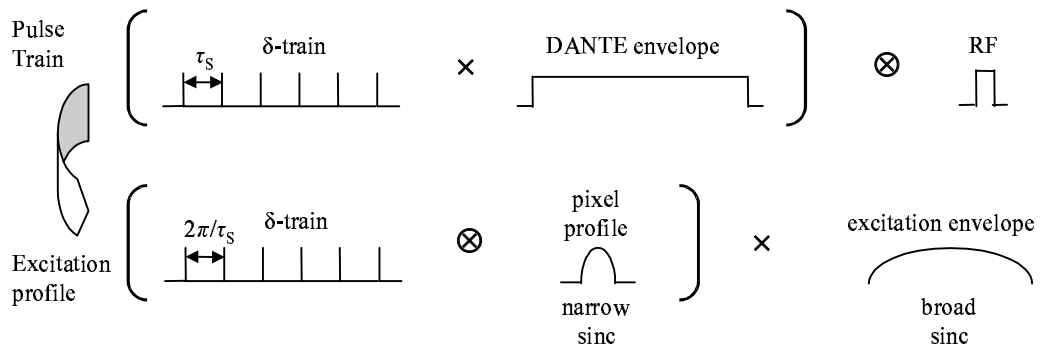 Pulse
Train
τS
δ-train
×
DANTE envelope
⊗
RF
Excitation
profile
2π/τS
δ-train
⊗
pixel
profile
narrow
sinc
×
excitation envelope
broad
sinc